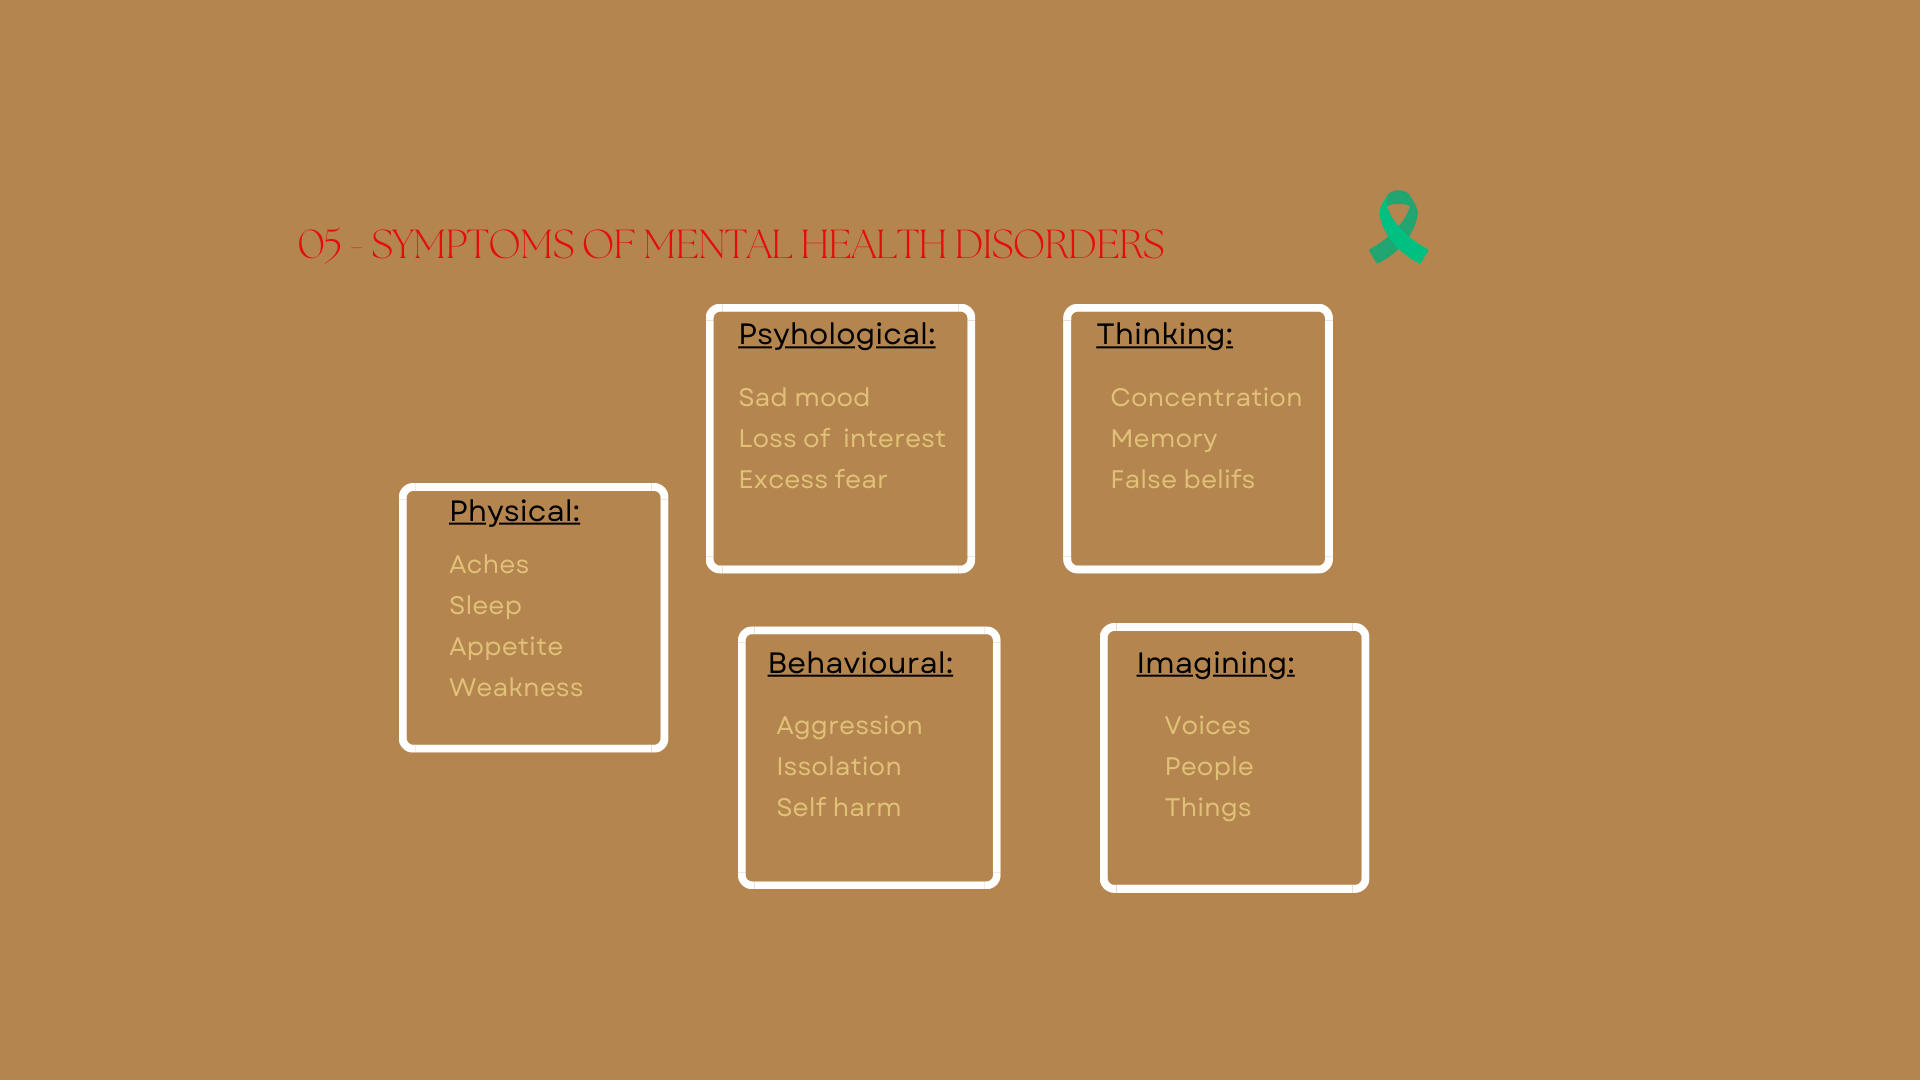 05 - SYMPTOMS OF MENTAL HEALTH DISORDERS
Physical:
Aches
Sleep
Appetite
Weakness
Psyhological:
Sad mood
Loss of  interest
Excess fear
Thinking:
Concentration
Memory
False belifs
Behavioural:
Aggression
Issolation
Self harm
Imagining:
Voices
People
Things